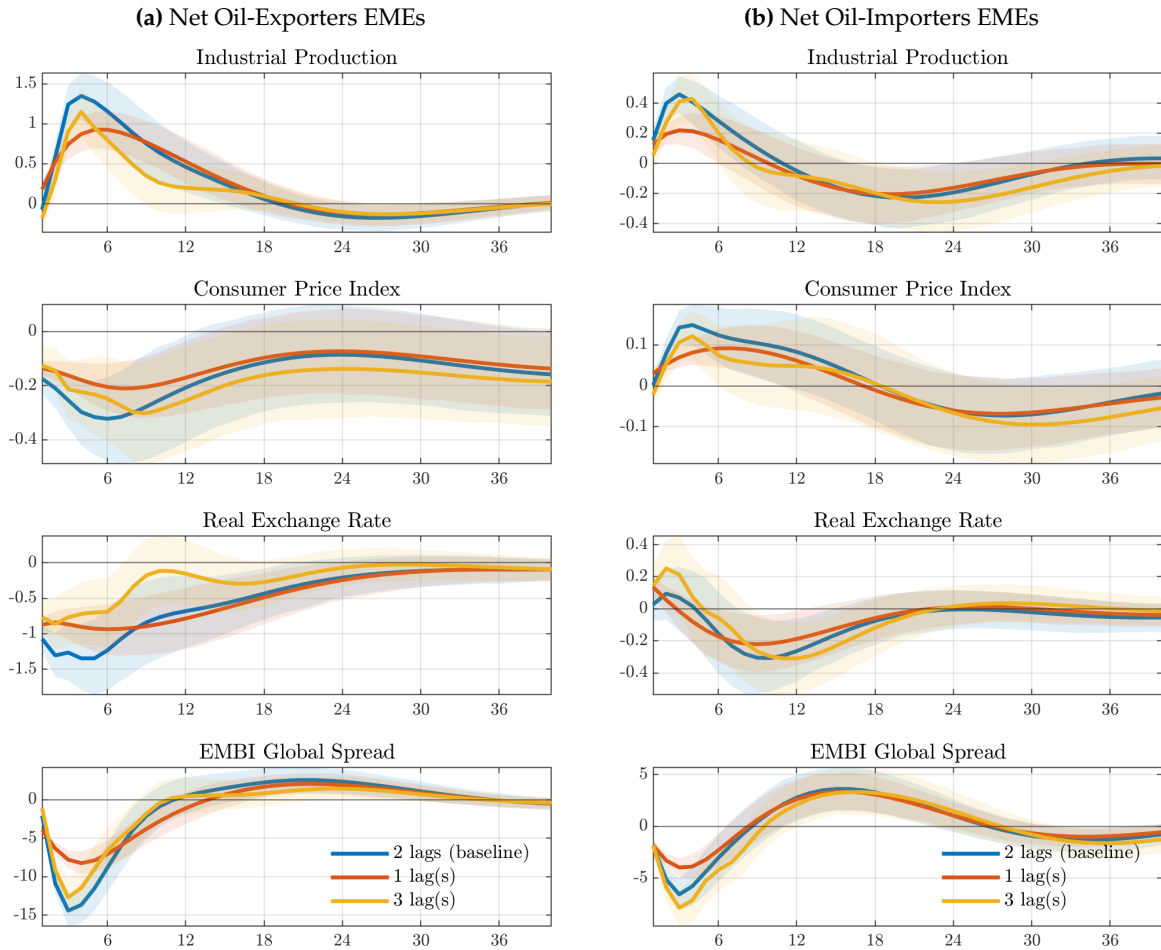 (a) Net Oil-Exporters EMEs
Industrial Production
1.5
1
0.5
0
6 12 18 24 30 36
Consumer Price Index
0
-0.2
-0.4
6 12 18 24 30 36
Real Exchange Rate
0
-0.5
-1
-1.5
6 12 18 24 30 36
EMBI Global Spread
0
-5
-10
-15
2 lags (baseline)
1 lag(s)
3 lag(s)
6 12 18 24 30 36
(b) Net Oil-Importers EMEs
Industrial Production
0.4
0.2
0
-0.2
-0.4
6 12 18 24 30 36
Consumer Price Index
0.1
0
-0.1
6 12 18 24 30 36
Real Exchange Rate
0.4
0.2
0
-0.2
-0.4
6 12 18 24 30 36
EMBI Global Spread
5
0
-5
2 lags (baseline)
1 lag(s)
3 lag(s)
6 12 18 24 30 36